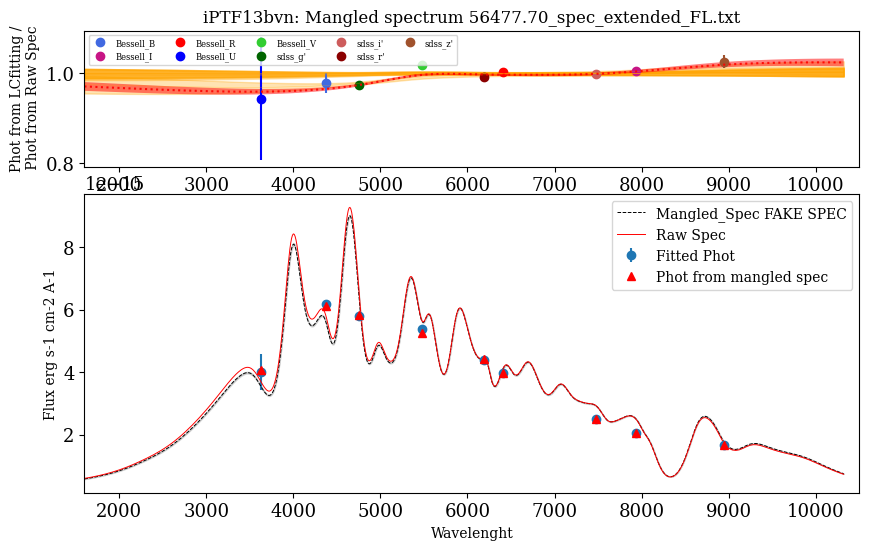 iPTF13bvn: Mangled spectrum 56477.70_spec_extended_FL.txt
Phot from LCfitting /
Phot from Raw Spec
Bessell_B Bessell_R Bessell_V sdss_i' sdss_z'
Bessell_I Bessell_U sdss_g' sdss_r'
1.0
0.8
2000 3000 4000 5000 6000 7000 8000 9000 10000
1e−15
Mangled_Spec FAKE SPEC
Raw Spec
Fitted Phot
Phot from mangled spec
Flux erg s-1 cm-2 A-1
8
6
4
2
2000 3000 4000 5000 6000 7000 8000 9000 10000
Wavelenght